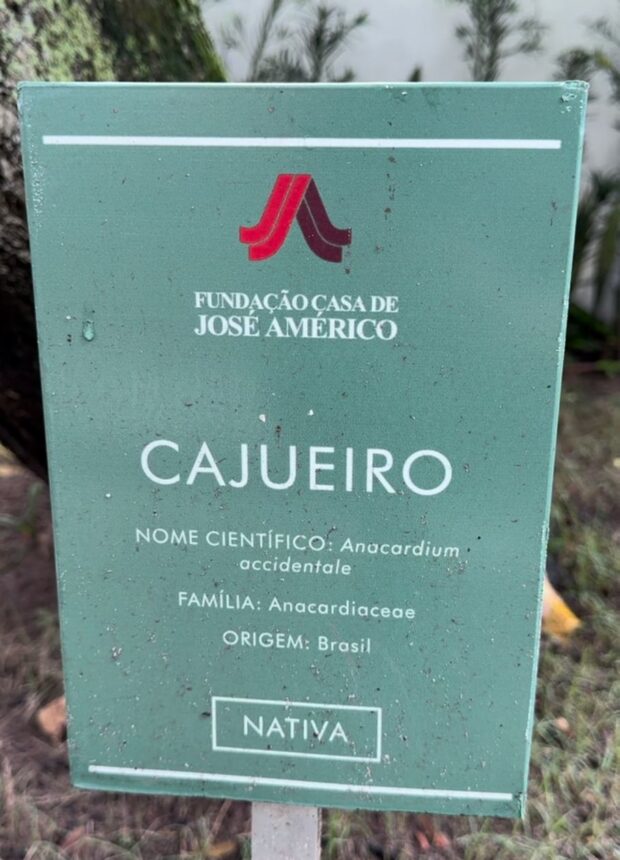 FUNDAÇÃO CASA DE
JOSÉ AMÉRICO
CAJUEIRO
NOME CIENTÍFICO: Anacardium
accidentale
FAMÍLIA: Anacardiaceae
ORIGEM: Brasil
NATIVA